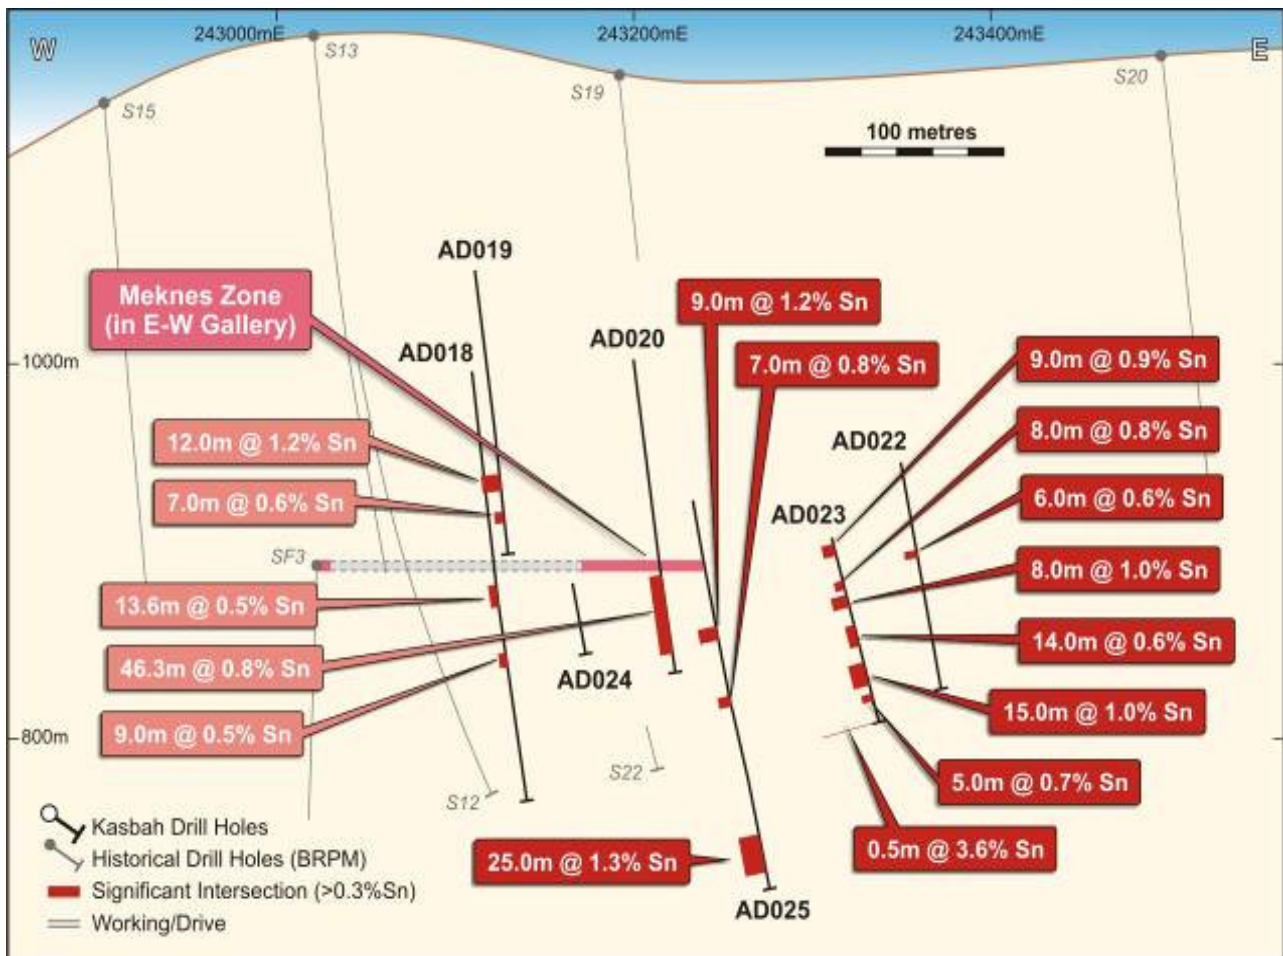 W
243000mE
243200mE
243400mE
E
S13
S15
S19
S20
100 metres
AD019
Meknes Zone
(in E-W Gallery)
9.0m @ 1.2% Sn
AD020
AD018
7.0m @ 0.8% Sn
9.0m @ 0.9% Sn
1000m
12.0m @ 1.2% Sn
8.0m @ 0.8% Sn
AD022
7.0m @ 0.6% Sn
6.0m @ 0.6% Sn
AD023
SF3
8.0m @ 1.0% Sn
13.6m @ 0.5% Sn
14.0m @ 0.6% Sn
46.3m @ 0.8% Sn
AD024
15.0m @ 1.0% Sn
9.0m @ 0.5% Sn
800m
S22
5.0m @ 0.7% Sn
S12
0.5m @ 3.6% Sn
25.0m @ 1.3% Sn
AD025
Kasbah Drill Holes
Historical Drill Holes (BRPM)
Significant Intersection (>0.3%Sn)
Working/Drive